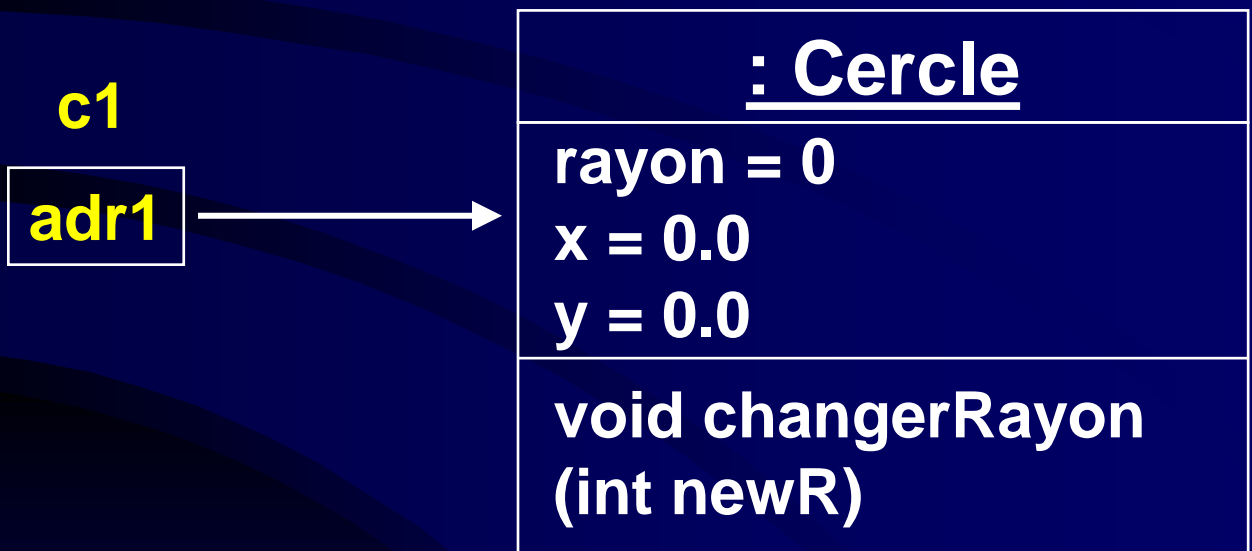 c1
adr1
: Cercle
rayon = 0
x = 0.0
y = 0.0
void changerRayon
(int newR)